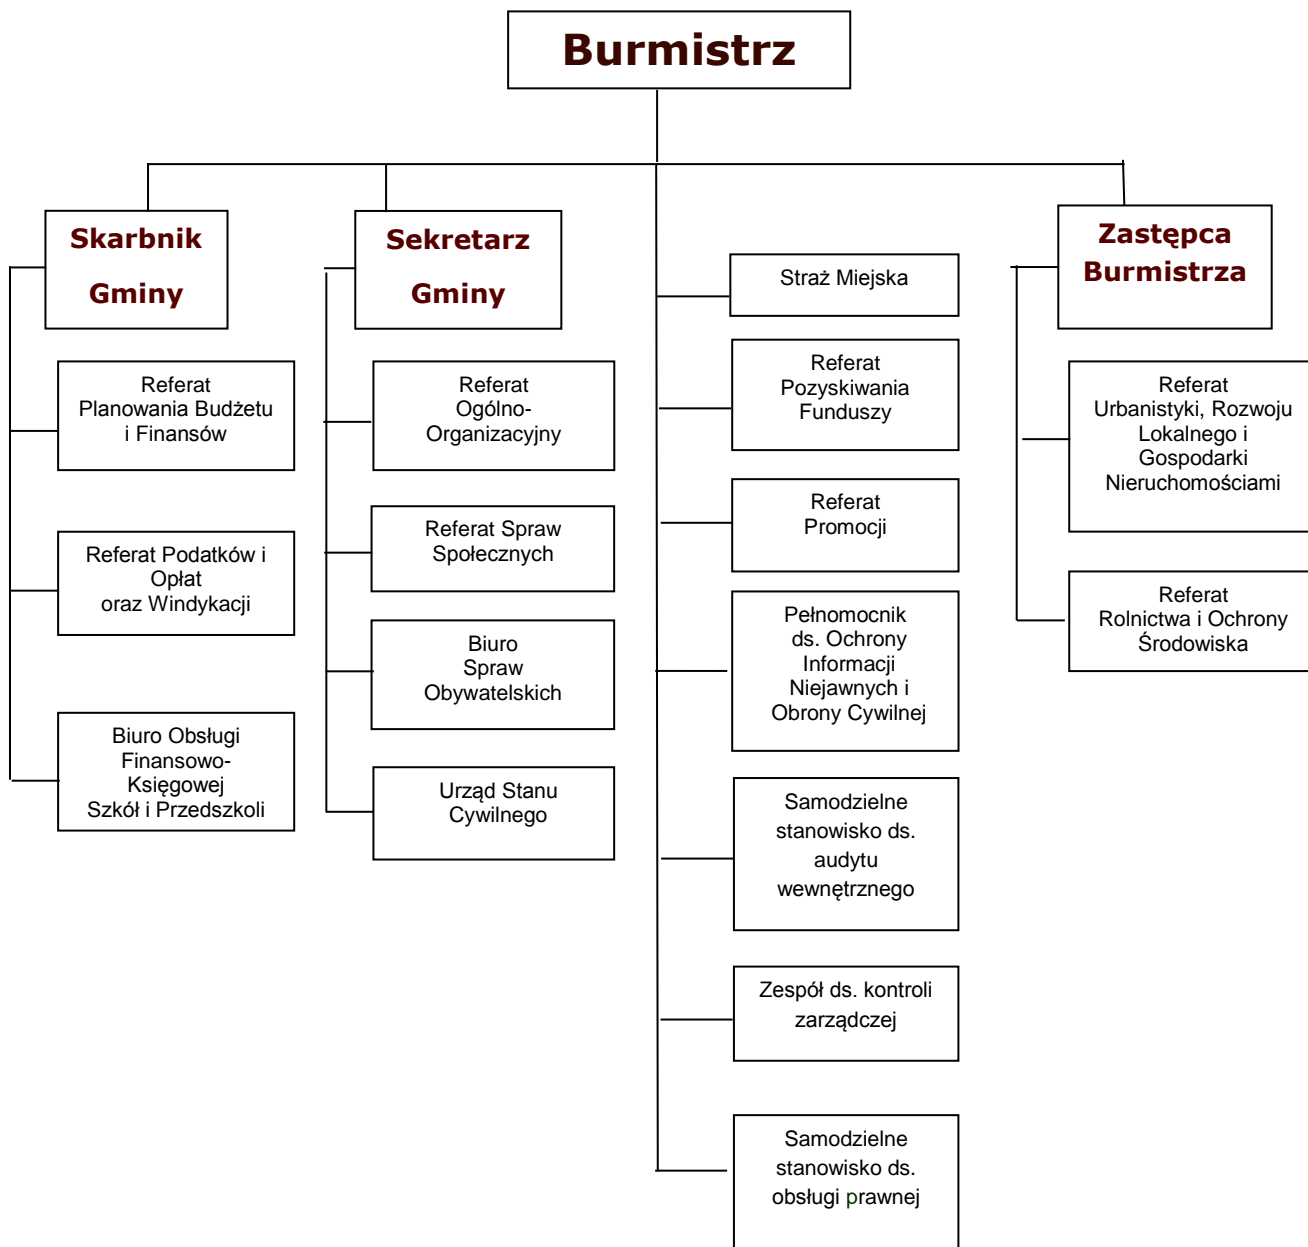 Burmistrz
Skarbnik
Gminy
Sekretarz
Gminy
Zastępca
Burmistrza
Referat
Planowania Budżetu
i Finansów
Referat Podatków i
Opłat
oraz Windykacji
Biuro Obsługi
Finansowo-
Księgowej
Szkół i Przedszkoli
Referat
Ogólno-
Organizacyjny
Referat Spraw
Społecznych
Biuro
Spraw
Obywatelskich
Urząd Stanu
Cywilnego
Straż Miejska
Referat
Pozyskiwania
Funduszy
Referat
Promocji
Pełnomocnik
ds. Ochrony
Informacji
Niejawnych i
Obrony Cywilnej
Samodzielne
stanowisko ds.
audytu
wewnętrznego
Zespół ds. kontroli
zarządczej
Samodzielne
stanowisko ds.
obsługi prawnej
Referat
Urbanistyki, Rozwoju
Lokalnego i
Gospodarki
Nieruchomościami
Referat
Rolnictwa i Ochrony
Środowiska